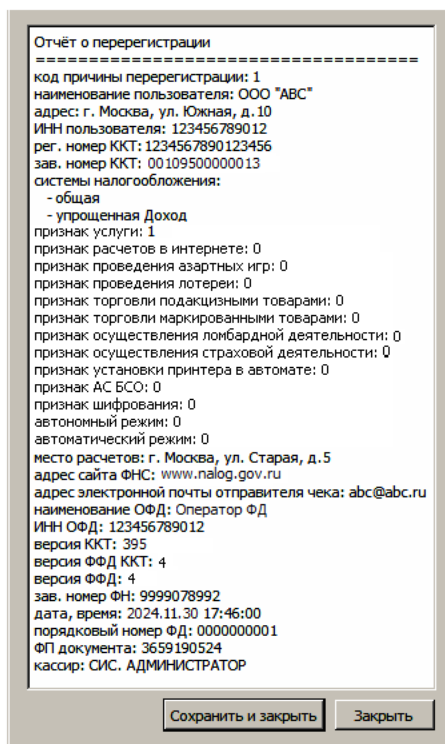 Отчёт о перерегистрации
======================================
код причины перерегистрации: 1
наименование пользователя: ООО "АВС"
адрес: г. Москва, ул. Южная, д.10
ИНН пользователя: 123456789012
рег. номер ККТ: 1234567890123456
зав. номер ККТ: 00109500000013
системы налогообложения:
- общая
- упрощенная Доход
признак услуги: 1
признак расчетов в интернете: 0
признак проведения азартных игр: 0
признак проведения лотереи: 0
признак торговли подакцизными товарами: 0
признак торговли маркированными товарами: 0
признак осуществления ломбардной деятельности: 0
признак осуществления страховой деятельности: 0
признак установки принтера в автомате: 0
признак АС БСО: 0
признак шифрования: 0
автономный режим: 0
автоматический режим: 0
место расчетов: г. Москва, ул. Старая, д.5
адрес сайта ФНС: www.nalog.gov.ru
адрес электронной почты отправителя чека: abc@abc.ru
наименование ОФД: Оператор ФД
ИНН ОФД: 123456789012
версия ККТ: 395
версия ФФД ККТ: 4
версия ФФД: 4
зав. номер ФН: 9999078992
дата, время: 2024.11.30 17:46:00
порядковый номер ФД: 0000000001
ФП документа: 3659190524
кассир: СИС. АДМИНИСТРАТОР
Сохранить и закрыть Закрыть